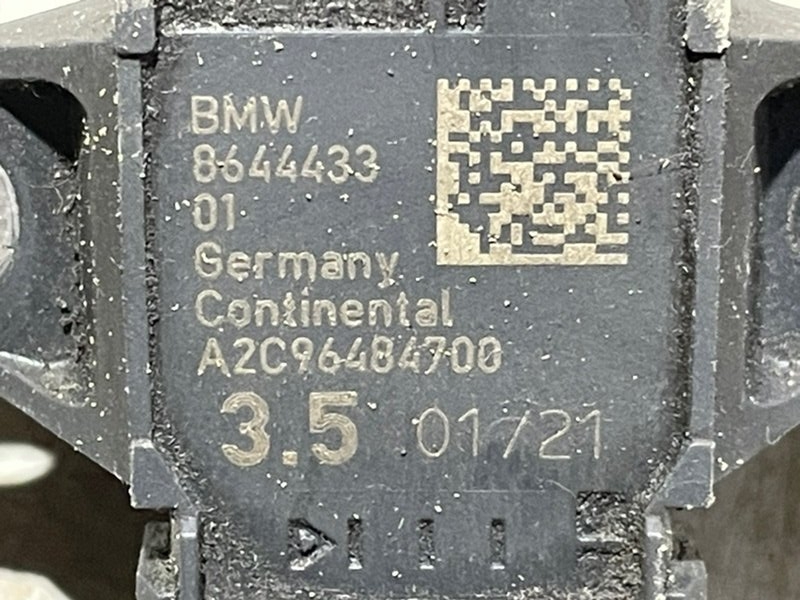 BMW
8644433
01
Germany
Continental
A2C96484700
3.5 01/21